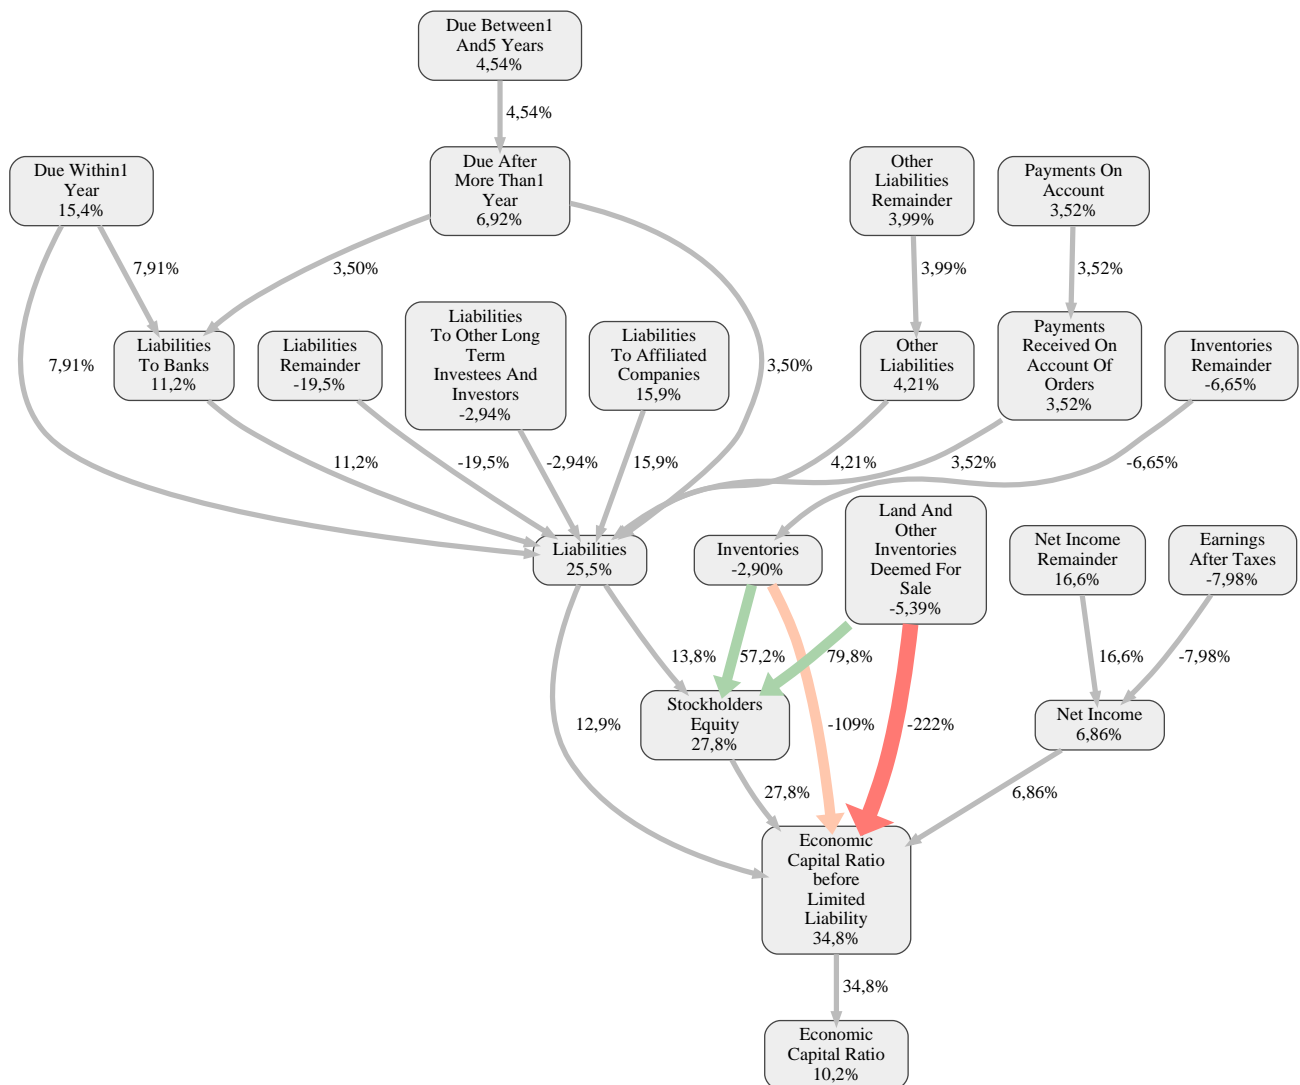 Due Between1
And5 Years
4,54%
4,54%
Due Within1
Year
15,4%
Due After
More Than1
Year
6,92%
Other
Liabilities
Remainder
3,99%
Payments On
Account
3,52%
7,91%
3,50%
3,99%
3,52%
7,91%
Liabilities
To Banks
11,2%
Liabilities
Remainder
-19,5%
Liabilities
To Other Long
Term
Investees And
Investors
-2,94%
Liabilities
To Affiliated
Companies
15,9%
3,50%
Other
Liabilities
4,21%
Payments
Received On
Account Of
Orders
3,52%
Inventories
Remainder
-6,65%
11,2%
-19,5%
-2,94%
15,9%
4,21%
3,52%
-6,65%
Liabilities
25,5%
Inventories
-2,90%
Land And
Other
Inventories
Deemed For
Sale
-5,39%
Net Income
Remainder
16,6%
Earnings
After Taxes
-7,98%
13,8%
57,2%
79,8%
16,6%
-7,98%
12,9%
Stockholders
Equity
27,8%
-109%
-222%
Net Income
6,86%
27,8%
6,86%
Economic
Capital Ratio
before
Limited
Liability
34,8%
34,8%
Economic
Capital Ratio
10,2%